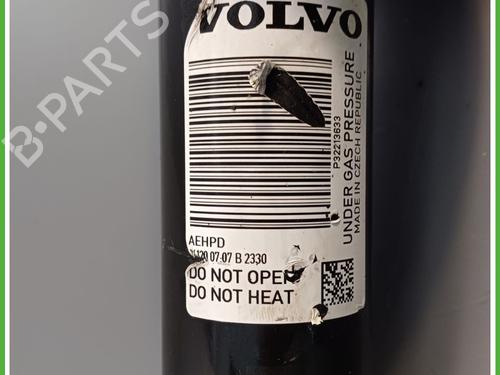 B·PARTS
VOLVO
AEHPD
07-07 B 2330
DO NOT OPEN
DO NOT HEAT
P32213633
UNDER GAS PRESSURE
MADE IN CZECH REPUBLIC